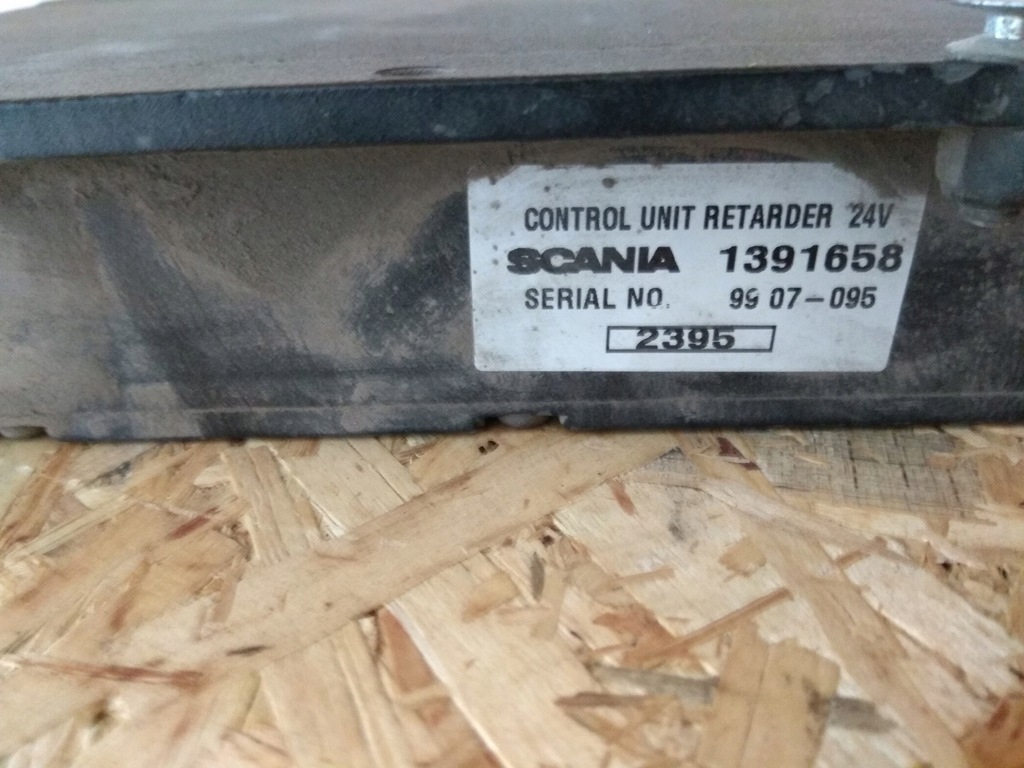 CONTROL UNIT RETARDER 24V
SCANIA 1391658
SERIAL NO. 99 07-095
2395